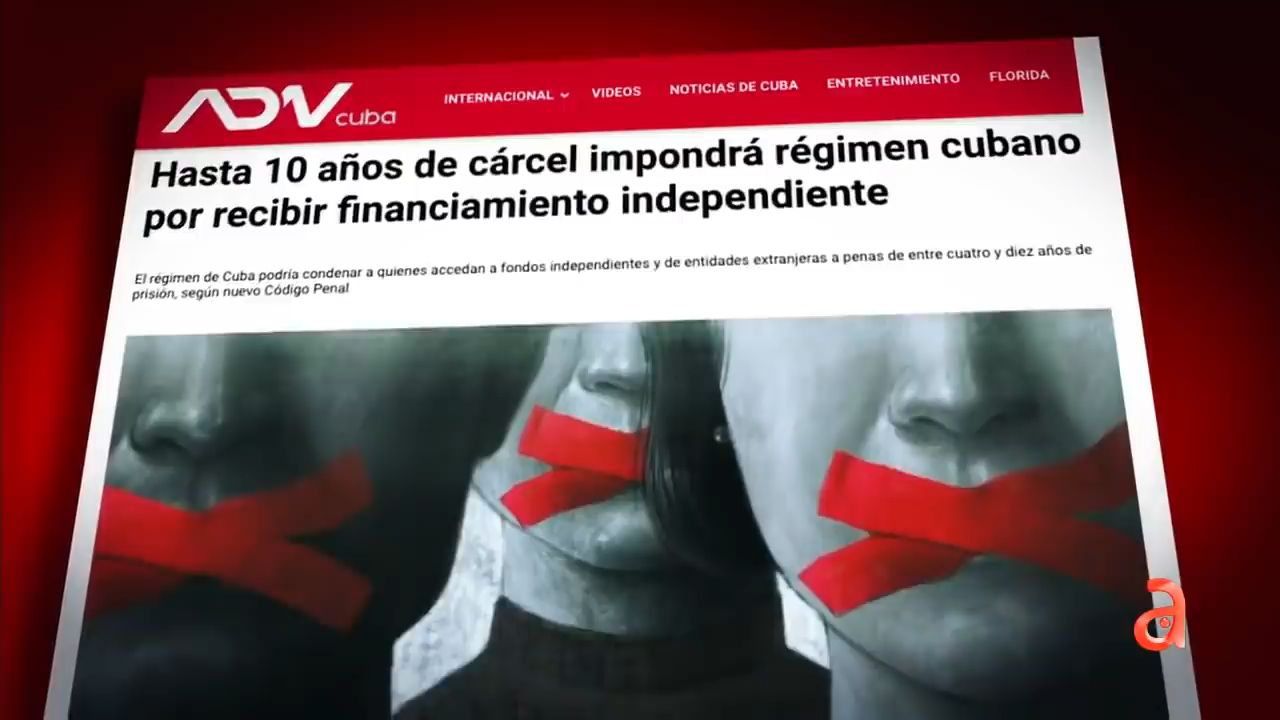 ADN cuba
INTERNACIONAL VIDEOS NOTICIAS DE CUBA ENTRETENIMIENTO FLORIDA
Hasta 10 años de cárcel impondrá régimen cubano
por recibir financiamiento independiente
El régimen de Cuba podría condenar a quienes accedan a fondos independientes y de entidades extranjeras a penas de entre cuatro y diez años de
prisión, según nuevo Código Penal
a